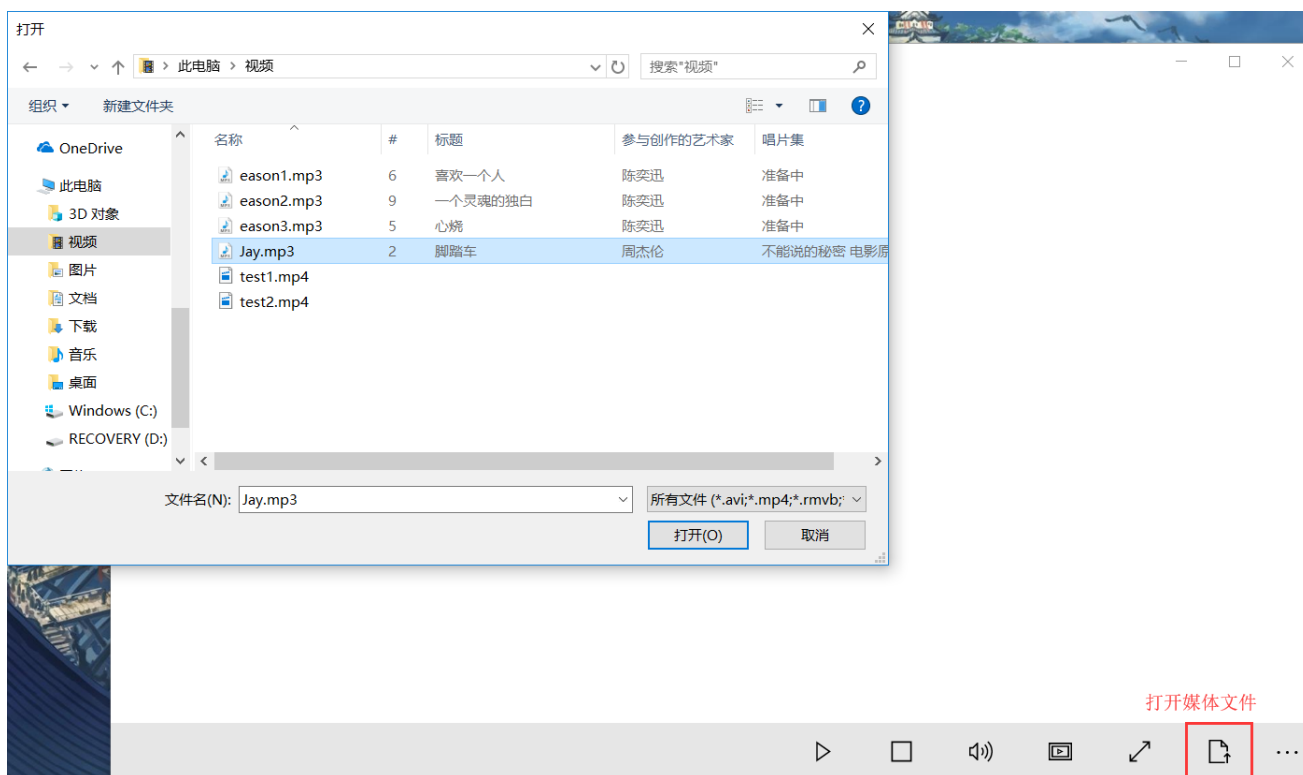 打开
此电脑 视频 搜索"视频"
组织 新建文件夹
名称 # 标题 参与创作的艺术家 唱片集
OneDrive
此电脑
3D 对象
视频
图片
文档
下载
音乐
桌面
Windows (C:)
RECOVERY (D:)
eason1.mp3 6 喜欢一个人 陈奕迅 准备中
eason2.mp3 9 一个灵魂的独白 陈奕迅 准备中
eason3.mp3 5 心烧 陈奕迅 准备中
Jay.mp3 2 脚踏车 周杰伦 不能说的秘密 电影原
test1.mp4
test2.mp4
文件名(N): Jay.mp3 所有文件 (*.avi;*.mp4;*.rmvb;
打开(O) 取消
打开媒体文件